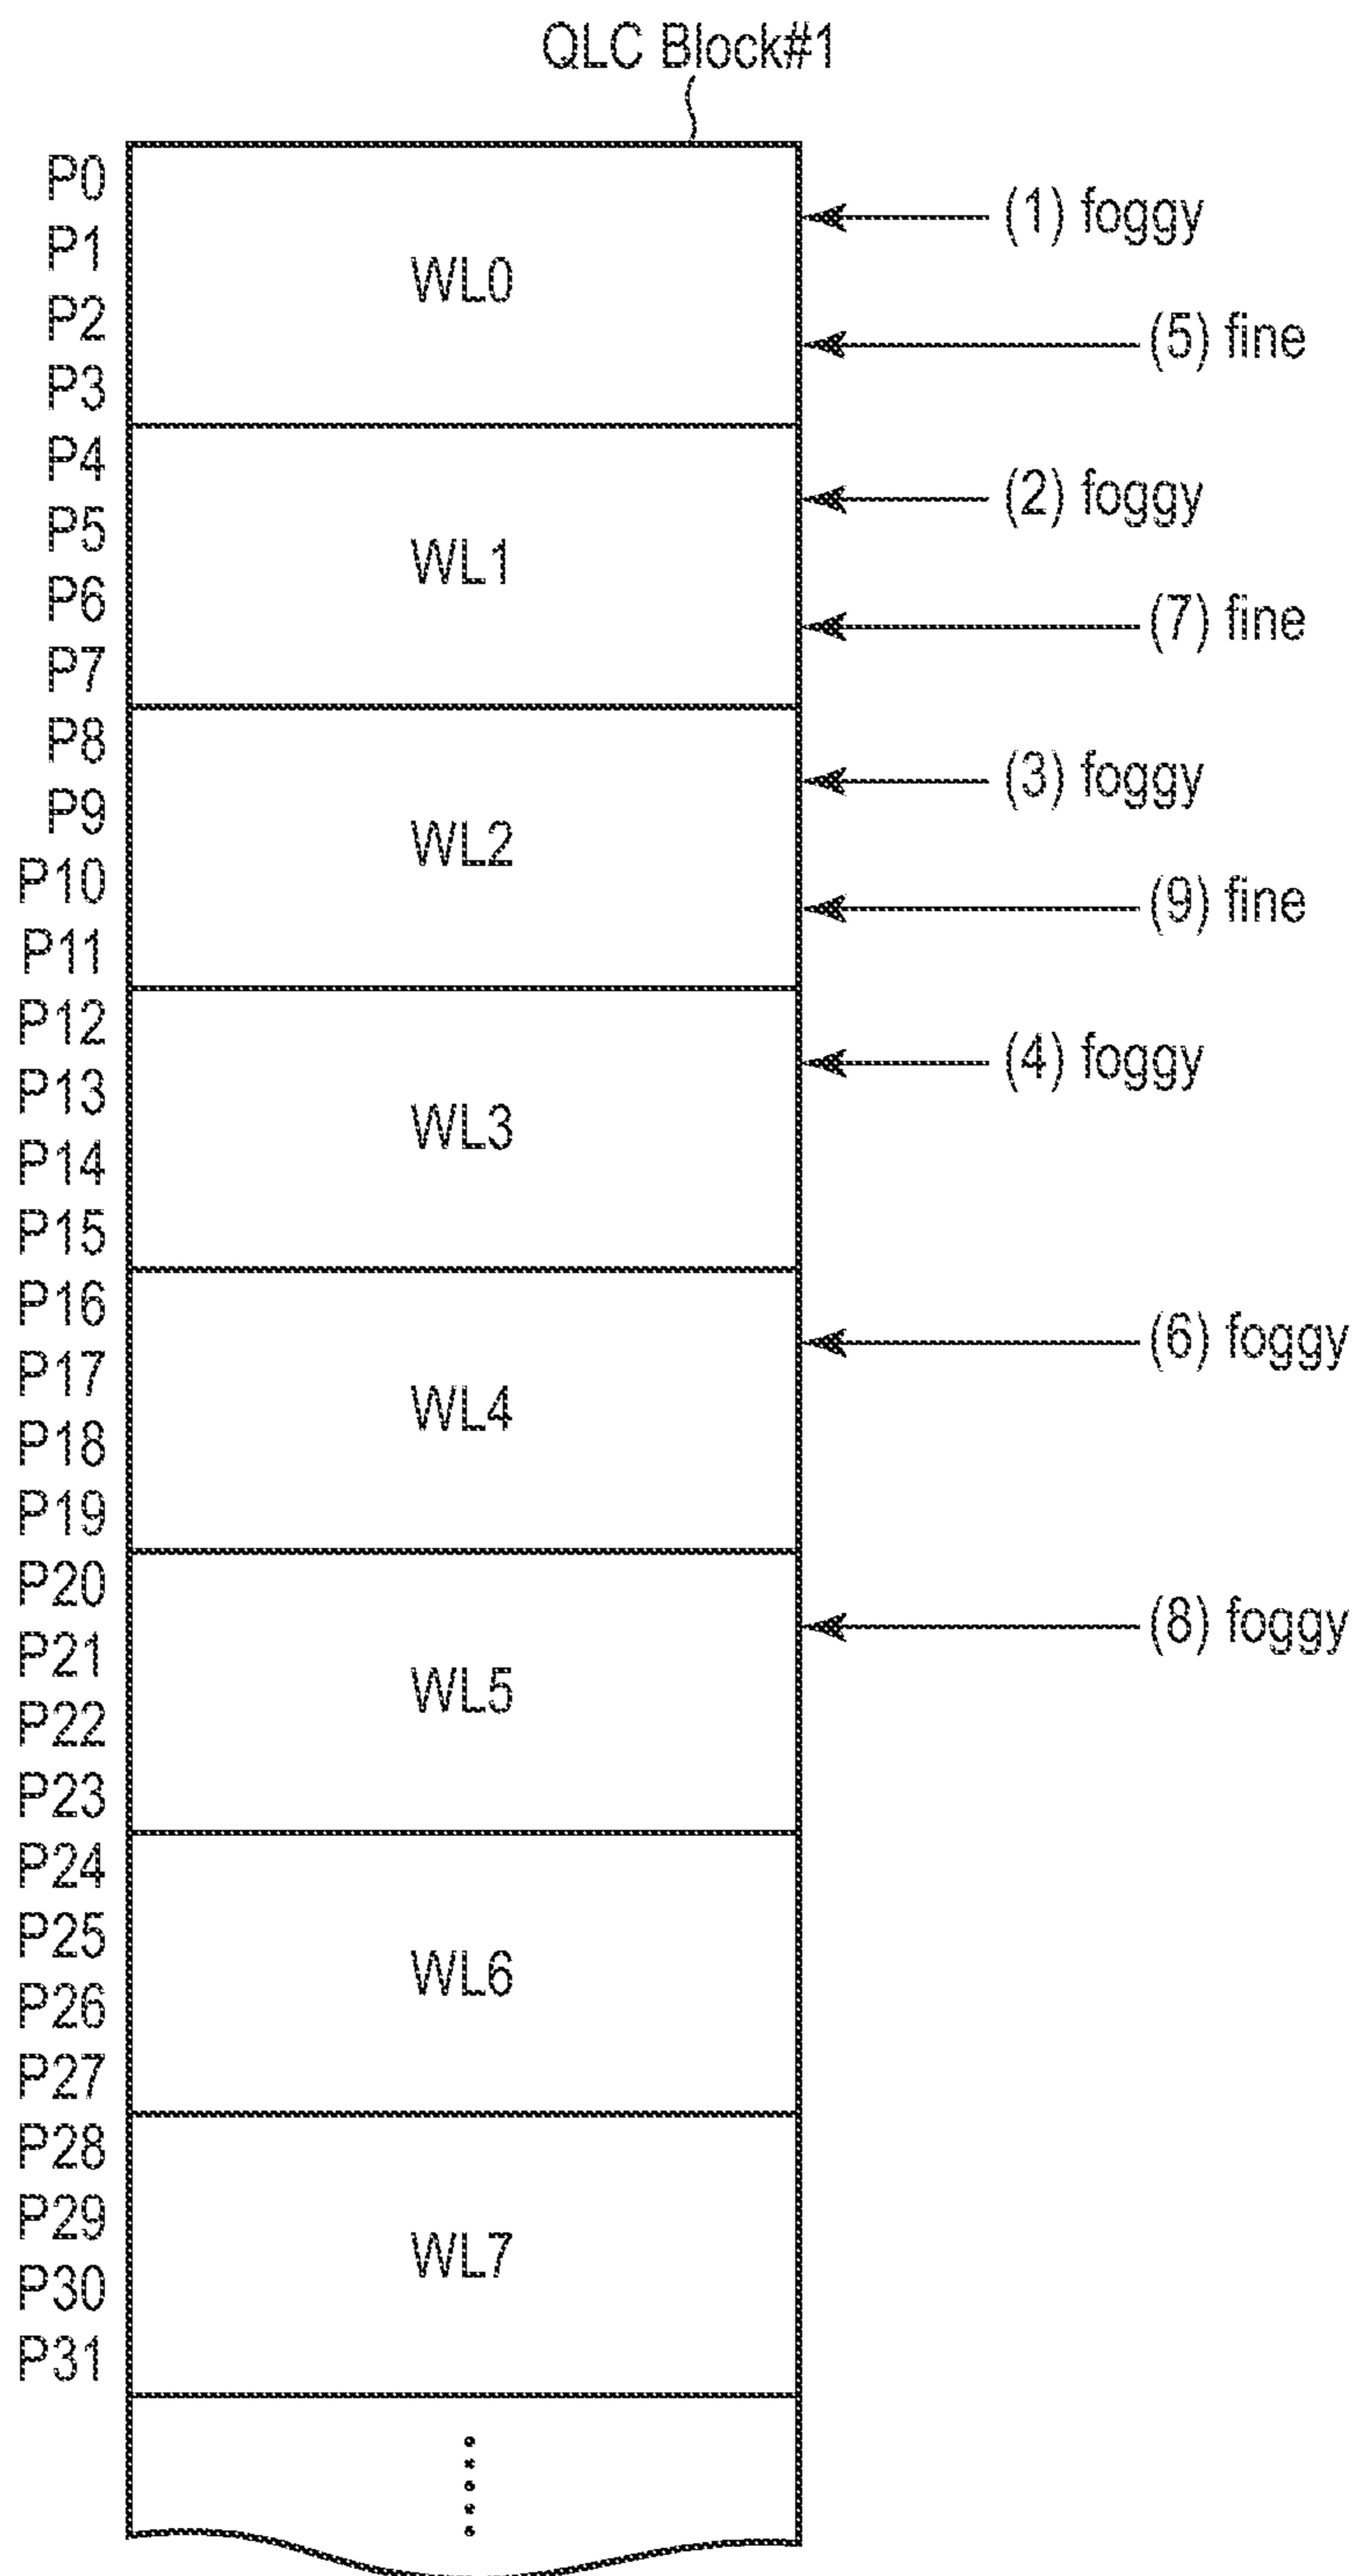 QLC Block#1
P0
(1) foggy
P1
WL0
P2
(5) fine
P3
P4
(2) foggy
P5
WL1
P6
(7) fine
P7
P8
(3) foggy
P9
WL2
P10
(9) fine
P11
P12
(4) foggy
P13
WL3
P14
P15
P16
(6) foggy
P17
WL4
P18
P19
P20
(8) foggy
P21
WL5
P22
P23
P24
P25
WL6
P26
P27
P28
P29
WL7
P30
P31